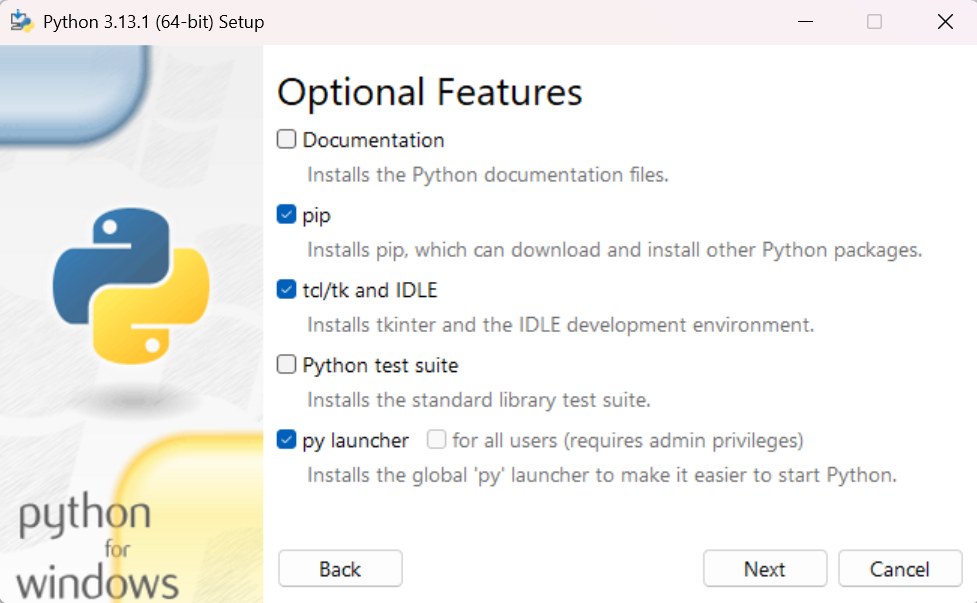 Python 3.13.1 (64-bit) Setup
Optional Features
Documentation
Installs the Python documentation files.
pip
Installs pip, which can download and install other Python packages.
tcl/tk and IDLE
Installs tkinter and the IDLE development environment.
Python test suite
Installs the standard library test suite.
py launcher for all users (requires admin privileges)
Installs the global 'py' launcher to make it easier to start Python.
python
for
windows
Back Next Cancel